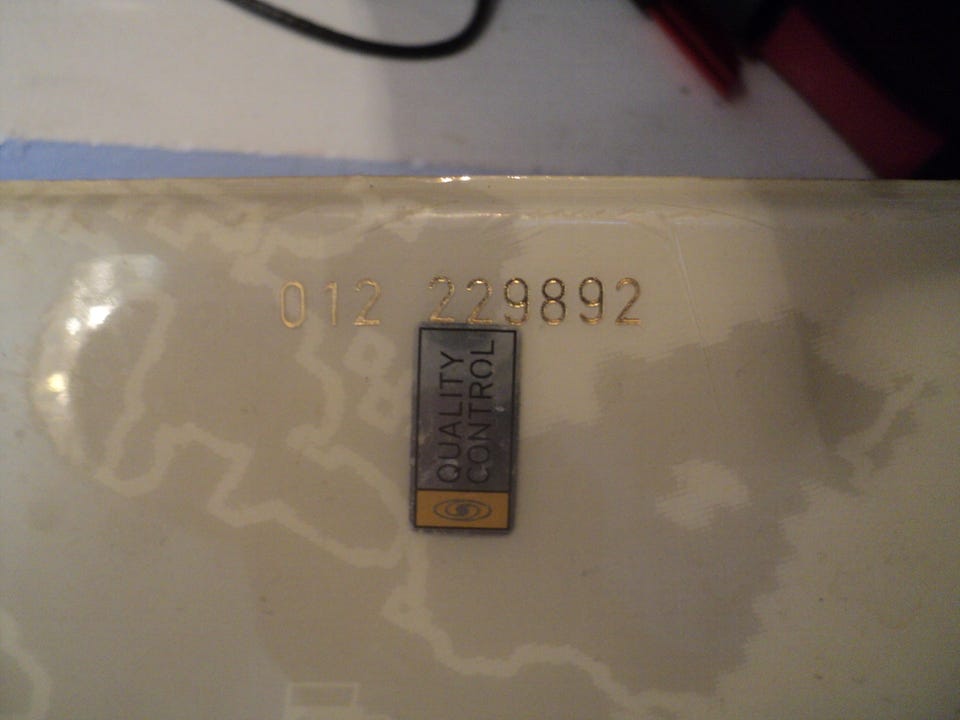 012 229892
QUALITY
CONTROL